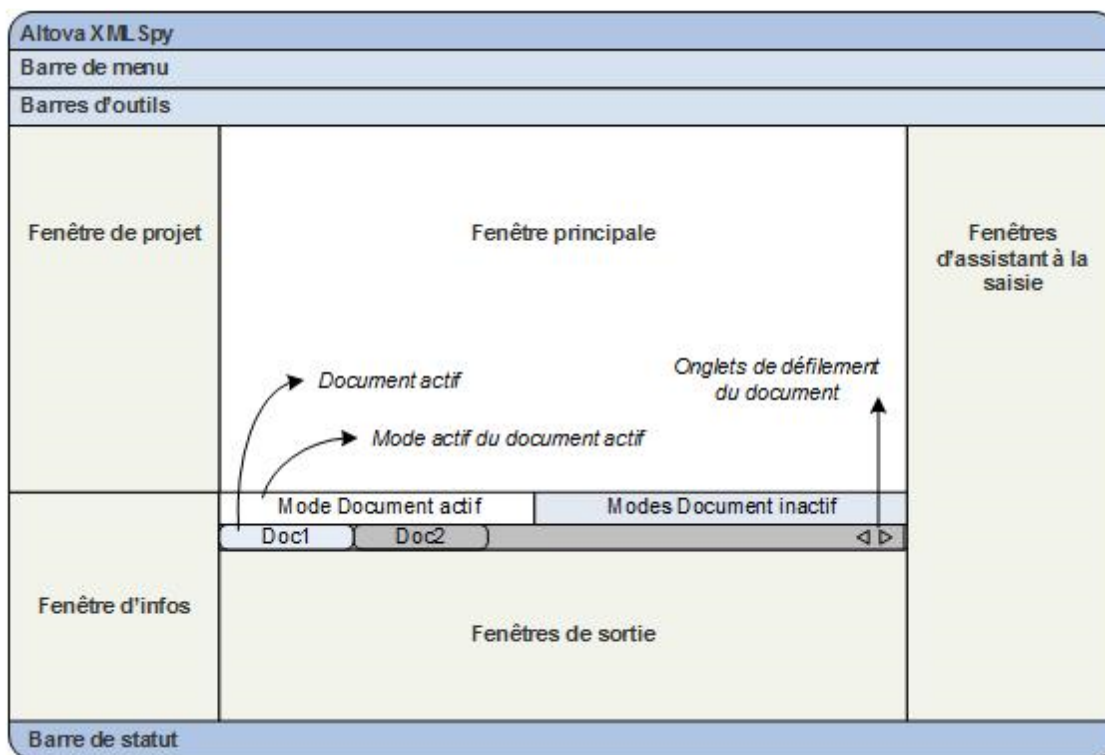 Altova XMLSpy
Barre de menu
Barres d'outils
Fenêtre de projet
Fenêtre principale
Fenêtres
d'assistant à la
saisie
Document actif
Onglets de défilement
du document
Mode actif du document actif
Mode Document actif
Modes Document inactif
Doc1
Doc2
Fenêtre d'infos
Fenêtres de sortie
Barre de statut